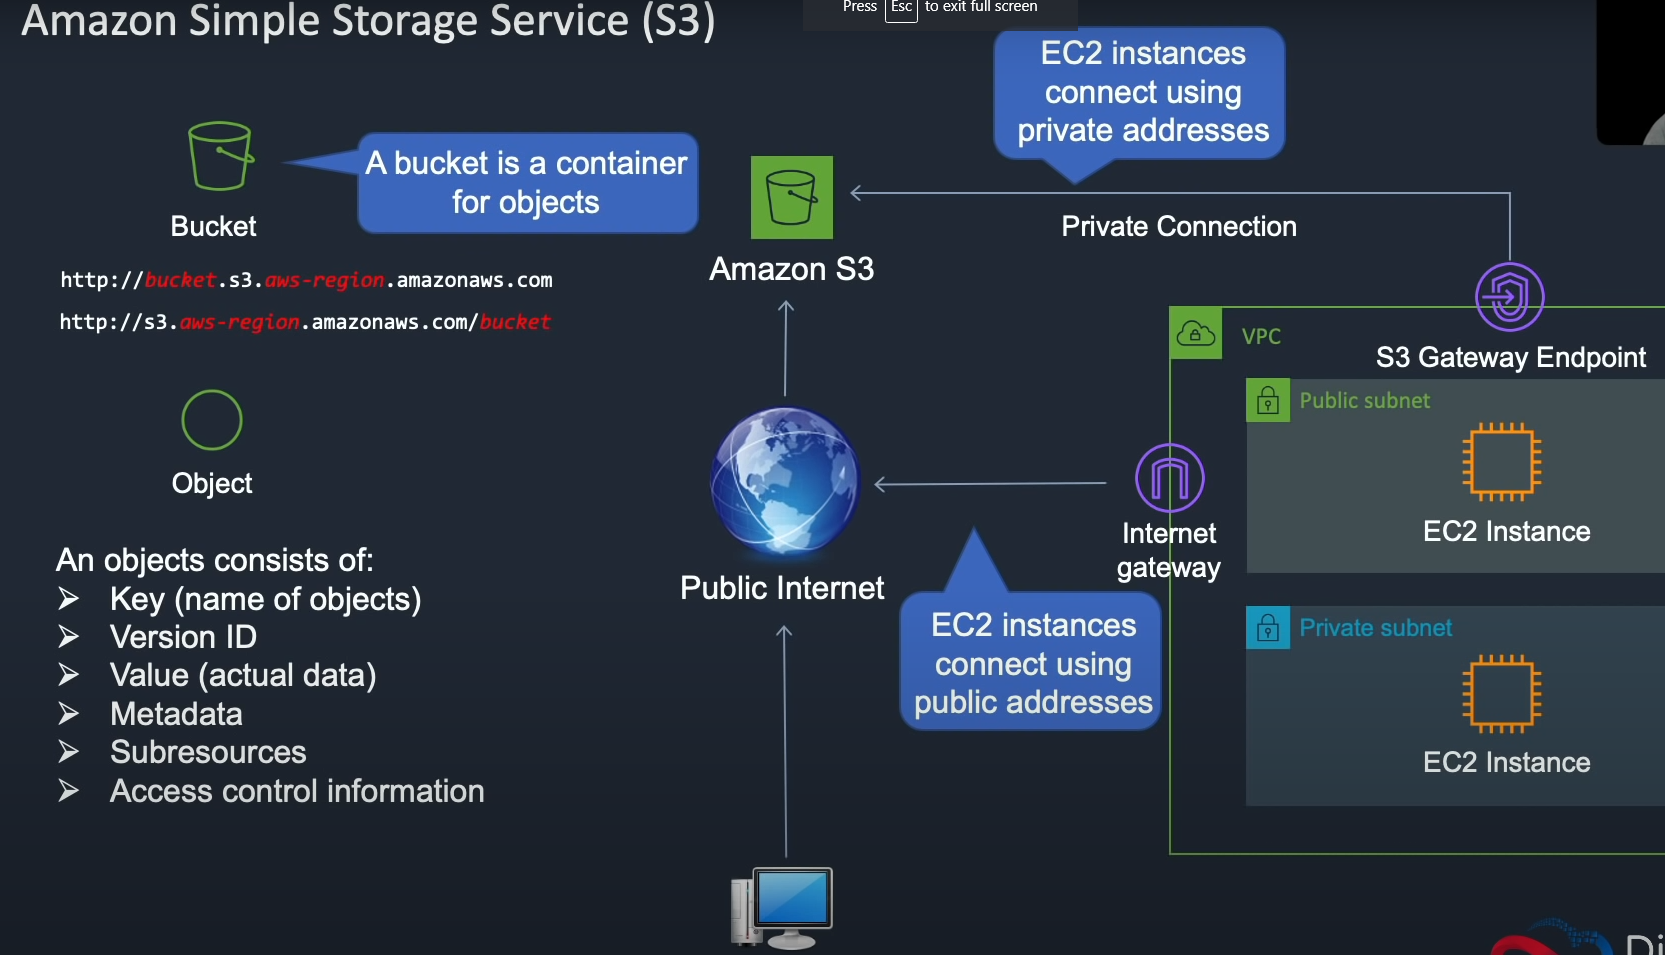 Amazon Simple Storage Service (S3)
Press Esc to exit full screen
EC2 instances
connect using
private addresses
A bucket is a container
for objects
Bucket
Amazon S3
Private Connection
http://bucket.s3.aws-region.amazonaws.com
http://s3.aws-region.amazonaws.com/bucket
VPC
S3 Gateway Endpoint
Public subnet
EC2 Instance
Object
Internet
gateway
Public Internet
EC2 instances
connect using
public addresses
Private subnet
EC2 Instance
An objects consists of:
➢ Key (name of objects)
➢ Version ID
➢ Value (actual data)
➢ Metadata
➢ Subresources
➢ Access control information